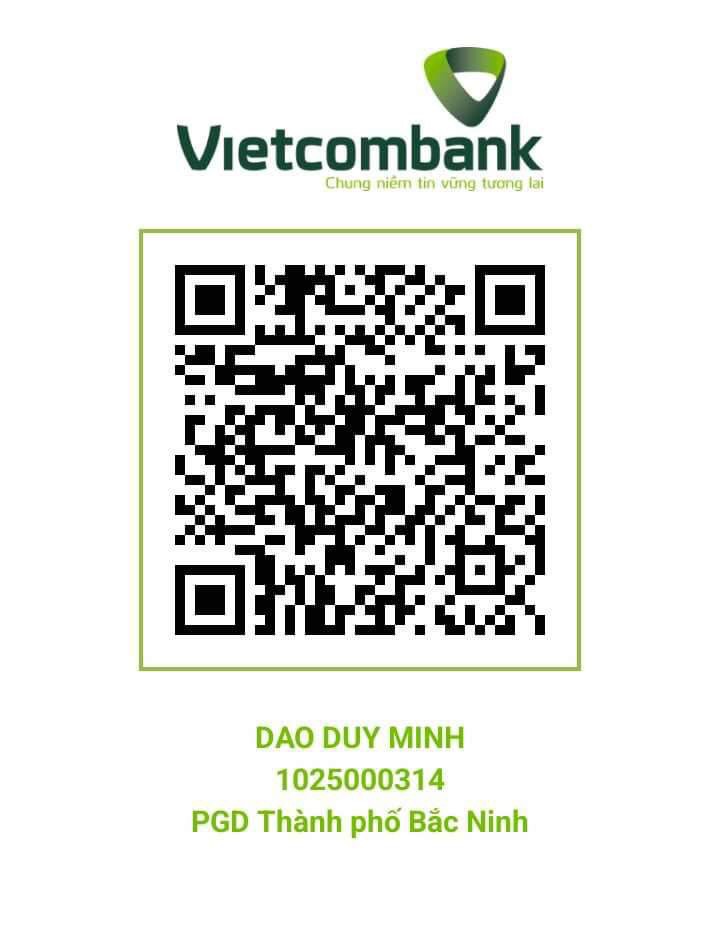 Vietcombank
Chung niềm tin vững tương lai
DAO DUY MINH
1025000314
PGD Thành phố Bắc Ninh